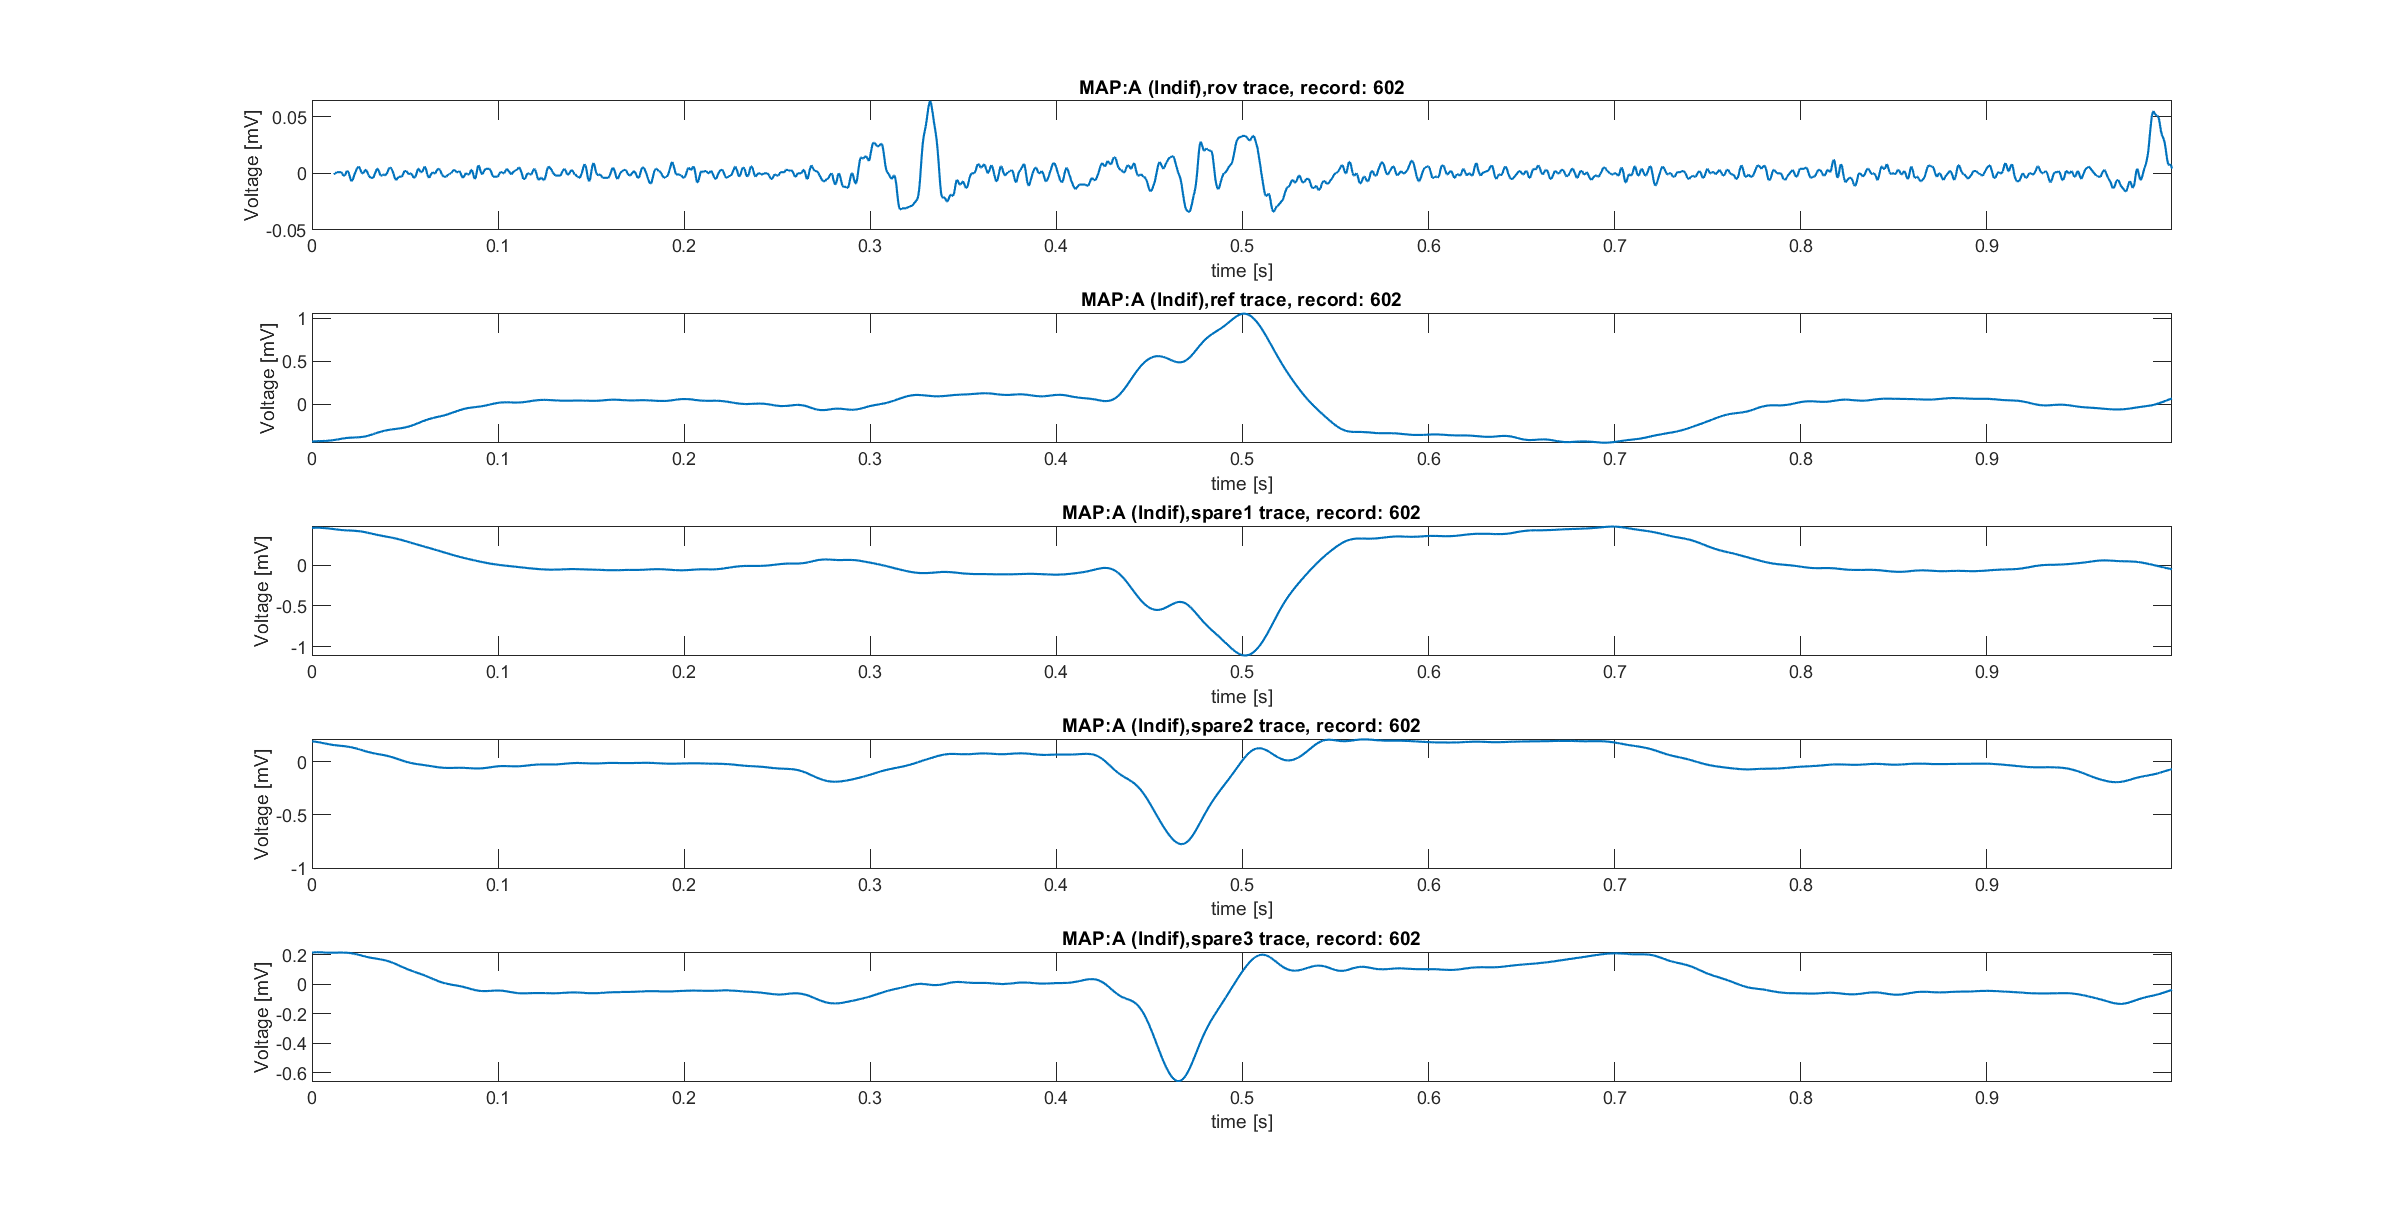 MAP:A (Indif),rov trace, record: 602
Voltage [mV]
0.05
0
-0.05
0 0.1 0.2 0.3 0.4 0.5 0.6 0.7 0.8 0.9
time [s]
MAP:A (Indif),ref trace, record: 602
Voltage [mV]
1
0.5
0
0 0.1 0.2 0.3 0.4 0.5 0.6 0.7 0.8 0.9
time [s]
MAP:A (Indif),spare1 trace, record: 602
Voltage [mV]
0
-0.5
-1
0 0.1 0.2 0.3 0.4 0.5 0.6 0.7 0.8 0.9
time [s]
MAP:A (Indif),spare2 trace, record: 602
Voltage [mV]
0
-0.5
-1
0 0.1 0.2 0.3 0.4 0.5 0.6 0.7 0.8 0.9
time [s]
MAP:A (Indif),spare3 trace, record: 602
Voltage [mV]
0.2
0
-0.2
-0.4
-0.6
0 0.1 0.2 0.3 0.4 0.5 0.6 0.7 0.8 0.9
time [s]